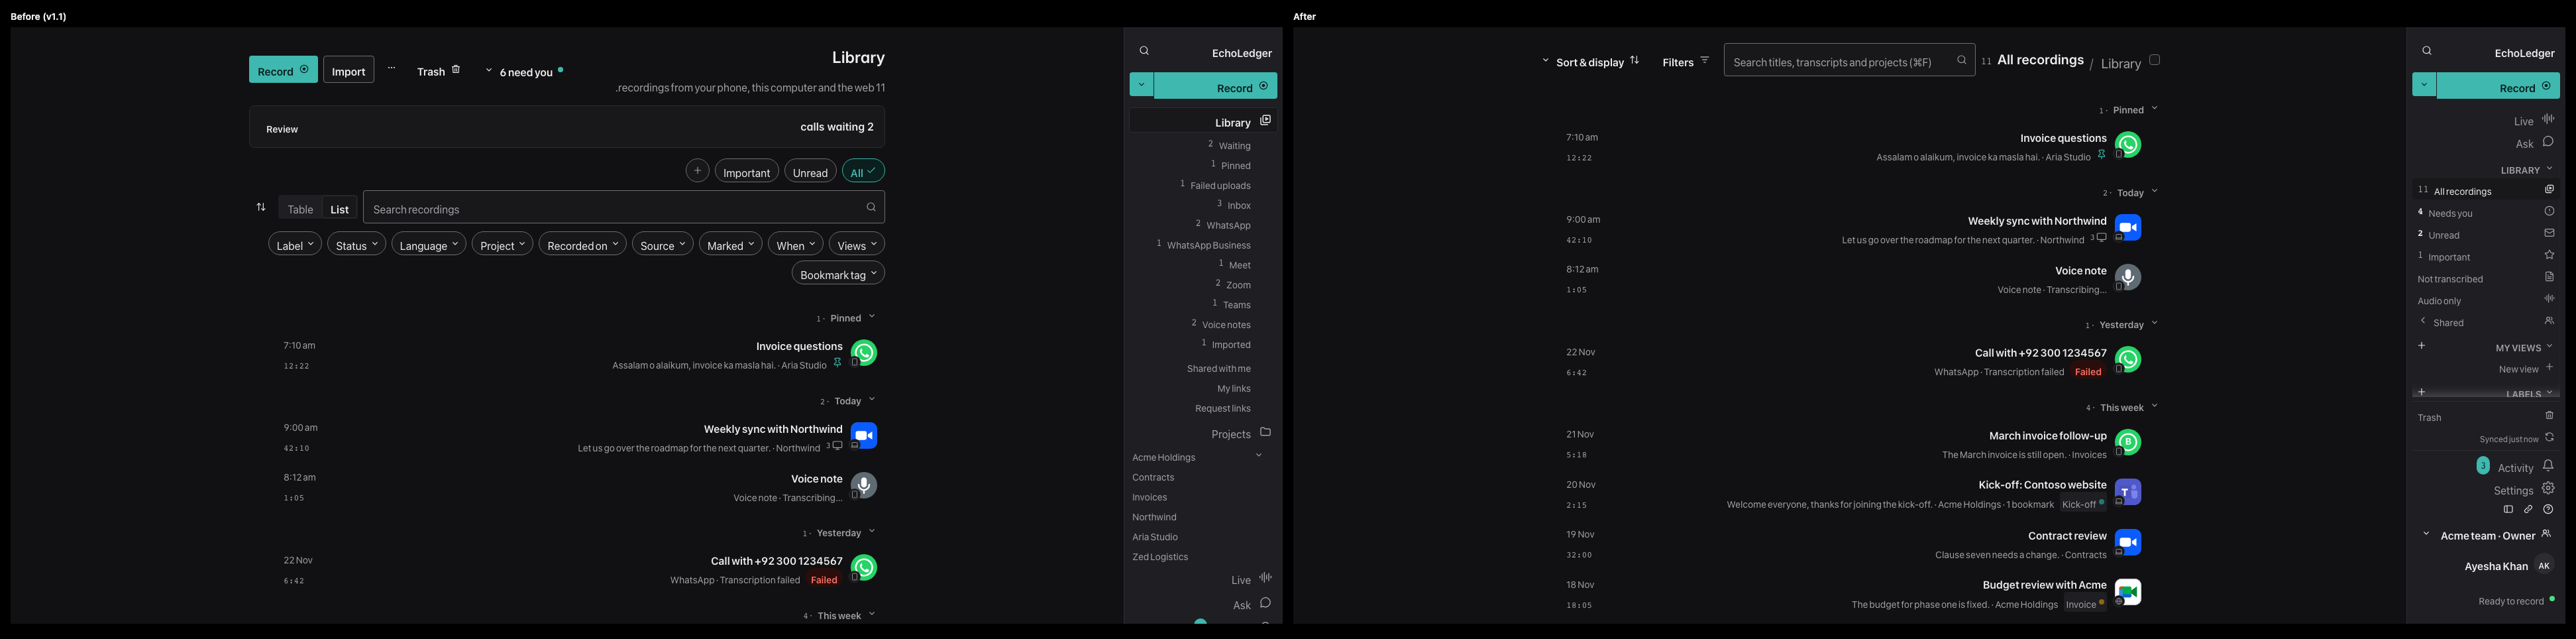 Before (v1.1)
Library
6 need you
Trash
...
Import
Record
.recordings from your phone, this computer and the web 11
calls waiting 2
Review
All
Unread
Important
+
Search recordings
List
Table
Views
When
Marked
Source
Recorded on
Project
Language
Status
Label
Bookmark tag
Pinned · 1
Invoice questions
7:10 am
Assalam o alaikum, invoice ka masla hai. · Aria Studio
12:22
Today · 2
Weekly sync with Northwind
9:00 am
Let us go over the roadmap for the next quarter. · Northwind
3
42:10
Voice note
8:12 am
Voice note · Transcribing...
1:05
Yesterday · 1
Call with +92 300 1234567
22 Nov
WhatsApp · Transcription failed
Failed
6:42
This week · 4
EchoLedger
Record
Library
Waiting 2
Pinned 1
Failed uploads 1
Inbox 3
WhatsApp 2
WhatsApp Business 1
Meet 1
Zoom 2
Teams 1
Voice notes 2
Imported 1
Shared with me
My links
Request links
Projects
Acme Holdings
Contracts
Invoices
Northwind
Aria Studio
Zed Logistics
Live
Ask
After
Library / All recordings 11
Search titles, transcripts and projects (⌘F)
Filters
Sort & display
Pinned · 1
Invoice questions
7:10 am
Assalam o alaikum, invoice ka masla hai. · Aria Studio
12:22
Today · 2
Weekly sync with Northwind
9:00 am
Let us go over the roadmap for the next quarter. · Northwind
3
42:10
Voice note
8:12 am
Voice note · Transcribing...
1:05
Yesterday · 1
Call with +92 300 1234567
22 Nov
WhatsApp · Transcription failed
Failed
6:42
This week · 4
March invoice follow-up
21 Nov
The March invoice is still open. · Invoices
5:18
Kick-off: Contoso website
20 Nov
Welcome everyone, thanks for joining the kick-off. · Acme Holdings · 1 bookmark
Kick-off
2:15
Contract review
19 Nov
Clause seven needs a change. · Contracts
32:00
Budget review with Acme
18 Nov
The budget for phase one is fixed. · Acme Holdings
Invoice
18:05
EchoLedger
Record
Live
Ask
LIBRARY
All recordings 11
Needs you 4
Unread 2
Important 1
Not transcribed
Audio only
Shared
MY VIEWS
+
New view +
LABELS
+
Trash
Synced just now
Activity 3
Settings
Acme team · Owner
Ayesha Khan
AK
Ready to record